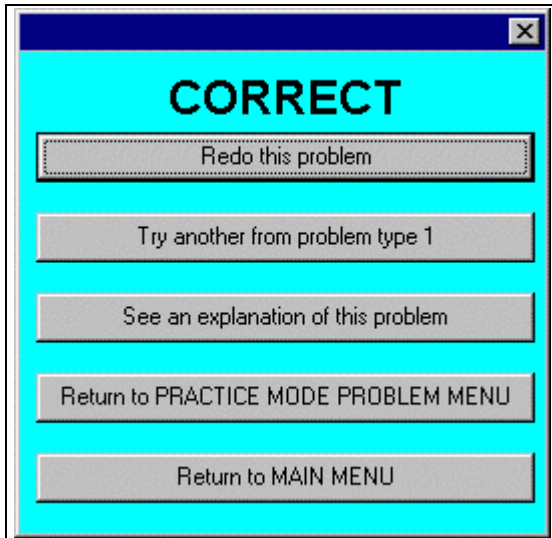 CORRECT
Redo this problem
Try another from problem type 1
See an explanation of this problem
Return to PRACTICE MODE PROBLEM MENU
Return to MAIN MENU